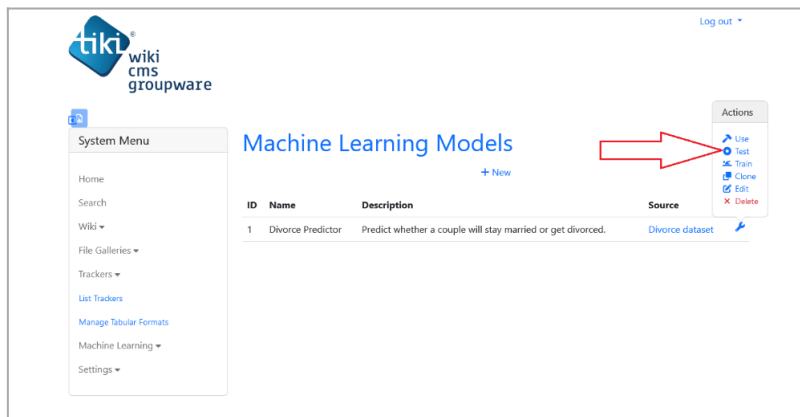 Log out
tiki®
wiki
cms
groupware
System Menu
Home
Search
Wiki
File Galleries
Trackers
List Trackers
Manage Tabular Formats
Machine Learning
Settings
Machine Learning Models
+ New
ID Name Description Source
1 Divorce Predictor Predict whether a couple will stay married or get divorced. Divorce dataset
Actions
Use
Test
Train
Clone
Edit
Delete